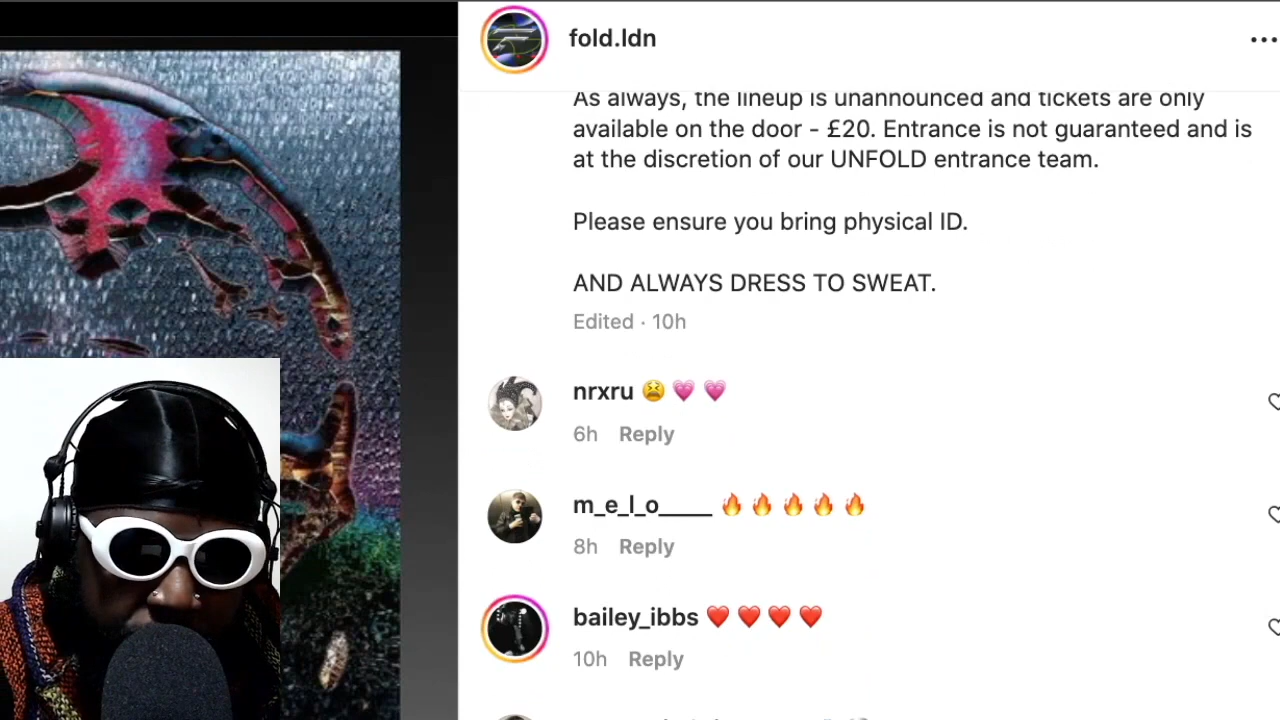 fold.ldn
As always, the lineup is unannounced and tickets are only
available on the door - £20. Entrance is not guaranteed and is
at the discretion of our UNFOLD entrance team.
Please ensure you bring physical ID.
AND ALWAYS DRESS TO SWEAT.
Edited · 10h
nrxru 😫 💗 💗
6h Reply
m_e_l_o____ 🔥 🔥 🔥 🔥 🔥
8h Reply
bailey_ibbs ❤️ ❤️ ❤️ ❤️
10h Reply